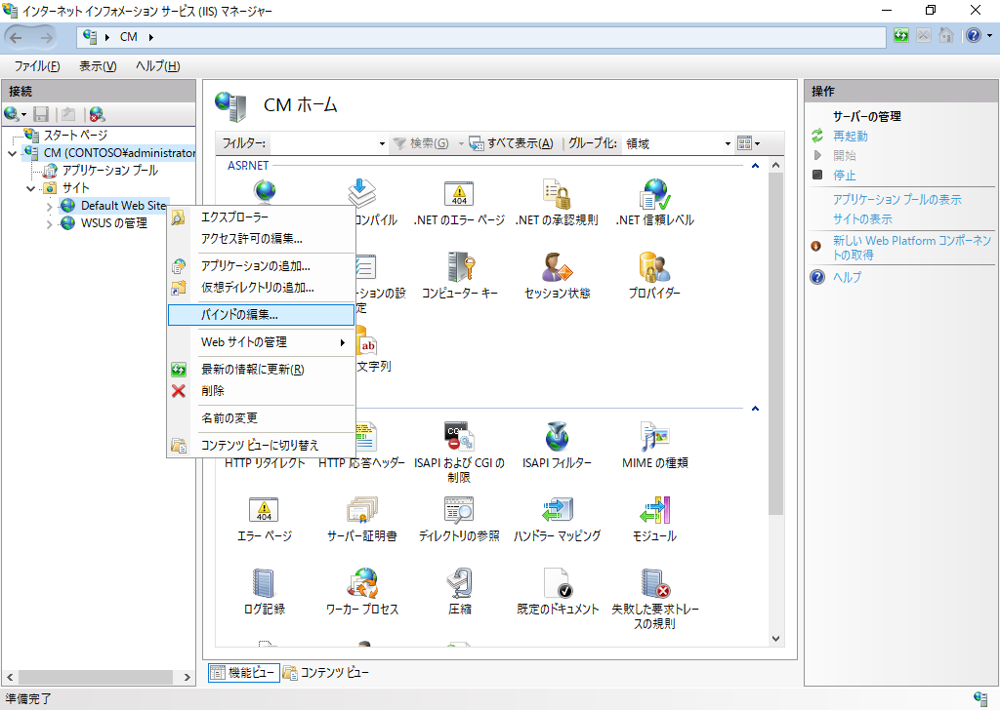 インターネット インフォメーション サービス (IIS) マネージャー
CM
ファイル(F) 表示(V) ヘルプ(H)
接続
スタート ページ
CM (CONTOSO¥administrator
アプリケーション プール
サイト
Default Web Site
WSUS の管理
エクスプローラー
アクセス許可の編集...
アプリケーションの追加...
仮想ディレクトリの追加...
バインドの編集...
Web サイトの管理
最新の情報に更新(R)
削除
名前の変更
コンテンツ ビューに切り替え
CM ホーム
フィルター: 検索(G) すべて表示(A) グループ化: 領域
ASP.NET
コンパイル
.NET のエラー ページ
.NET の承認規則
.NET 信頼レベル
ションの設
定
コンピューター キー
セッション状態
プロバイダー
文字列
HTTP リダイレクト
HTTP 応答ヘッダー
ISAPI および CGI の
制限
ISAPI フィルター
MIME の種類
エラー ページ
サーバー証明書
ディレクトリの参照
ハンドラー マッピング
モジュール
ログ記録
ワーカー プロセス
圧縮
既定のドキュメント
失敗した要求トレー
スの規則
404
404
ab
機能ビュー コンテンツ ビュー
操作
サーバーの管理
再起動
開始
停止
アプリケーション プールの表示
サイトの表示
新しい Web Platform コンポーネン
トの取得
ヘルプ
準備完了